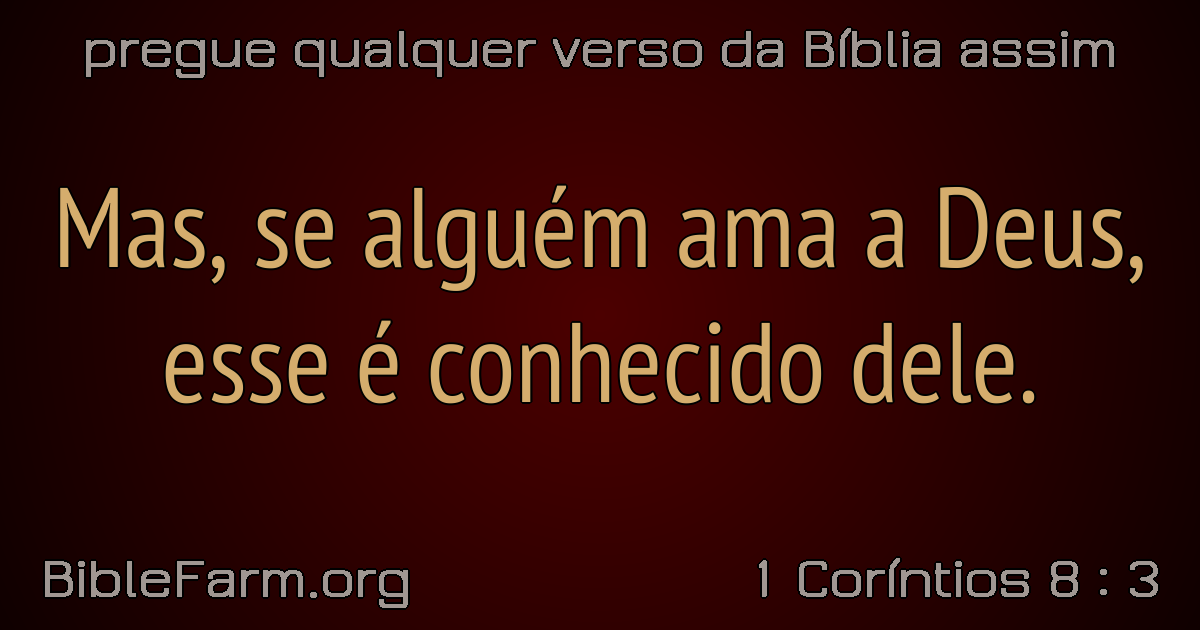 pregue qualquer verso da Bíblia assim
Mas, se alguém ama a Deus,
esse é conhecido dele.
BibleFarm.org
1 Coríntios 8 : 3